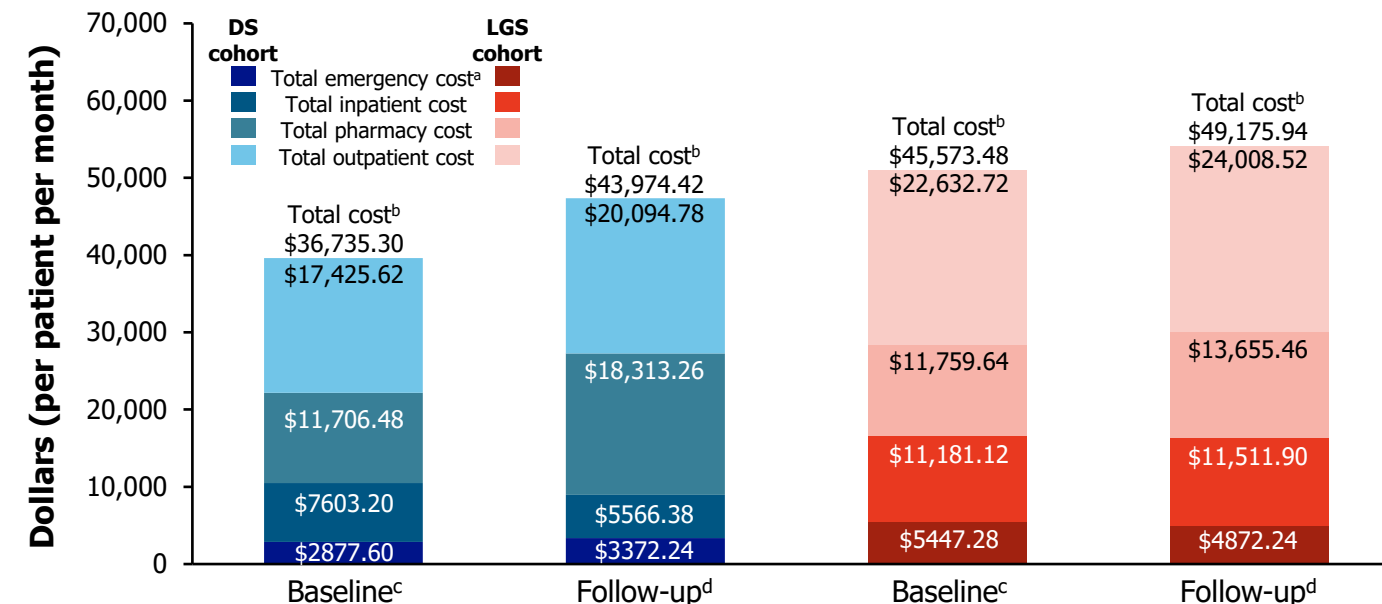 Dollars (per patient per month)
70,000
60,000
50,000
40,000
30,000
20,000
10,000
0
DS
cohort
LGS
cohort
Total emergency costᵃ
Total inpatient cost
Total pharmacy cost
Total outpatient cost
Total costᵇ
$36,735.30
$17,425.62
$11,706.48
$7603.20
$2877.60
Baselineᶜ
Total costᵇ
$43,974.42
$20,094.78
$18,313.26
$5566.38
$3372.24
Follow-upᵈ
Total costᵇ
$45,573.48
$22,632.72
$11,759.64
$11,181.12
$5447.28
Baselineᶜ
Total costᵇ
$49,175.94
$24,008.52
$13,655.46
$11,511.90
$4872.24
Follow-upᵈ